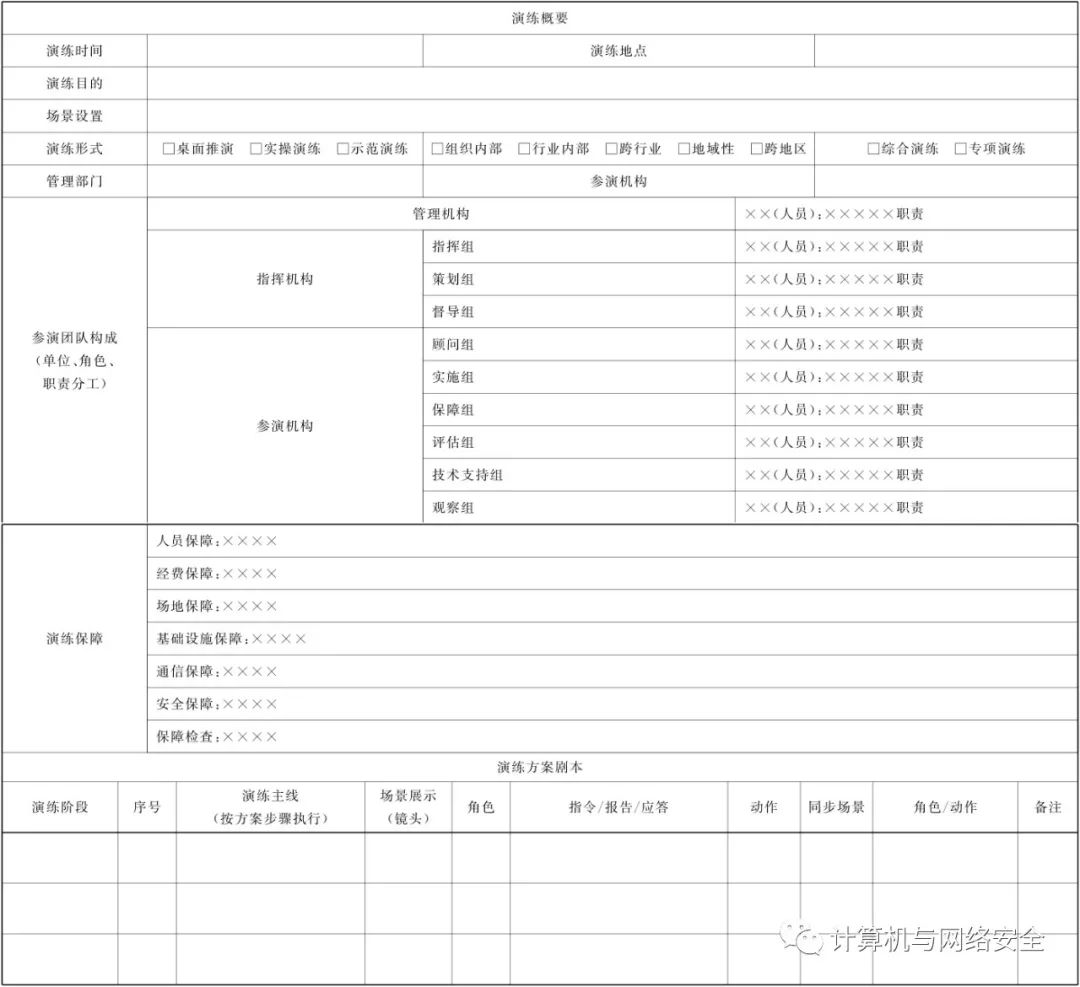 演练概要
演练时间 演练地点
演练目的
场景设置
演练形式 □桌面推演 □实操演练 □示范演练 □组织内部 □行业内部 □跨行业 □地域性 □跨地区 □综合演练 □专项演练
管理部门 参演机构
参演团队构成
(单位、角色、
职责分工)
管理机构 ××(人员):×××××职责
指挥机构
指挥组 ××(人员):×××××职责
策划组 ××(人员):×××××职责
督导组 ××(人员):×××××职责
参演机构
顾问组 ××(人员):×××××职责
实施组 ××(人员):×××××职责
保障组 ××(人员):×××××职责
评估组 ××(人员):×××××职责
技术支持组 ××(人员):×××××职责
观察组 ××(人员):×××××职责
演练保障
人员保障:××××
经费保障:××××
场地保障:××××
基础设施保障:××××
通信保障:××××
安全保障:××××
保障检查:××××
演练方案剧本
演练阶段 序号 演练主线 场景展示 角色 指令/报告/应答 动作 同步场景 角色/动作 备注
(按方案步骤执行) (镜头)
计算机与网络安全